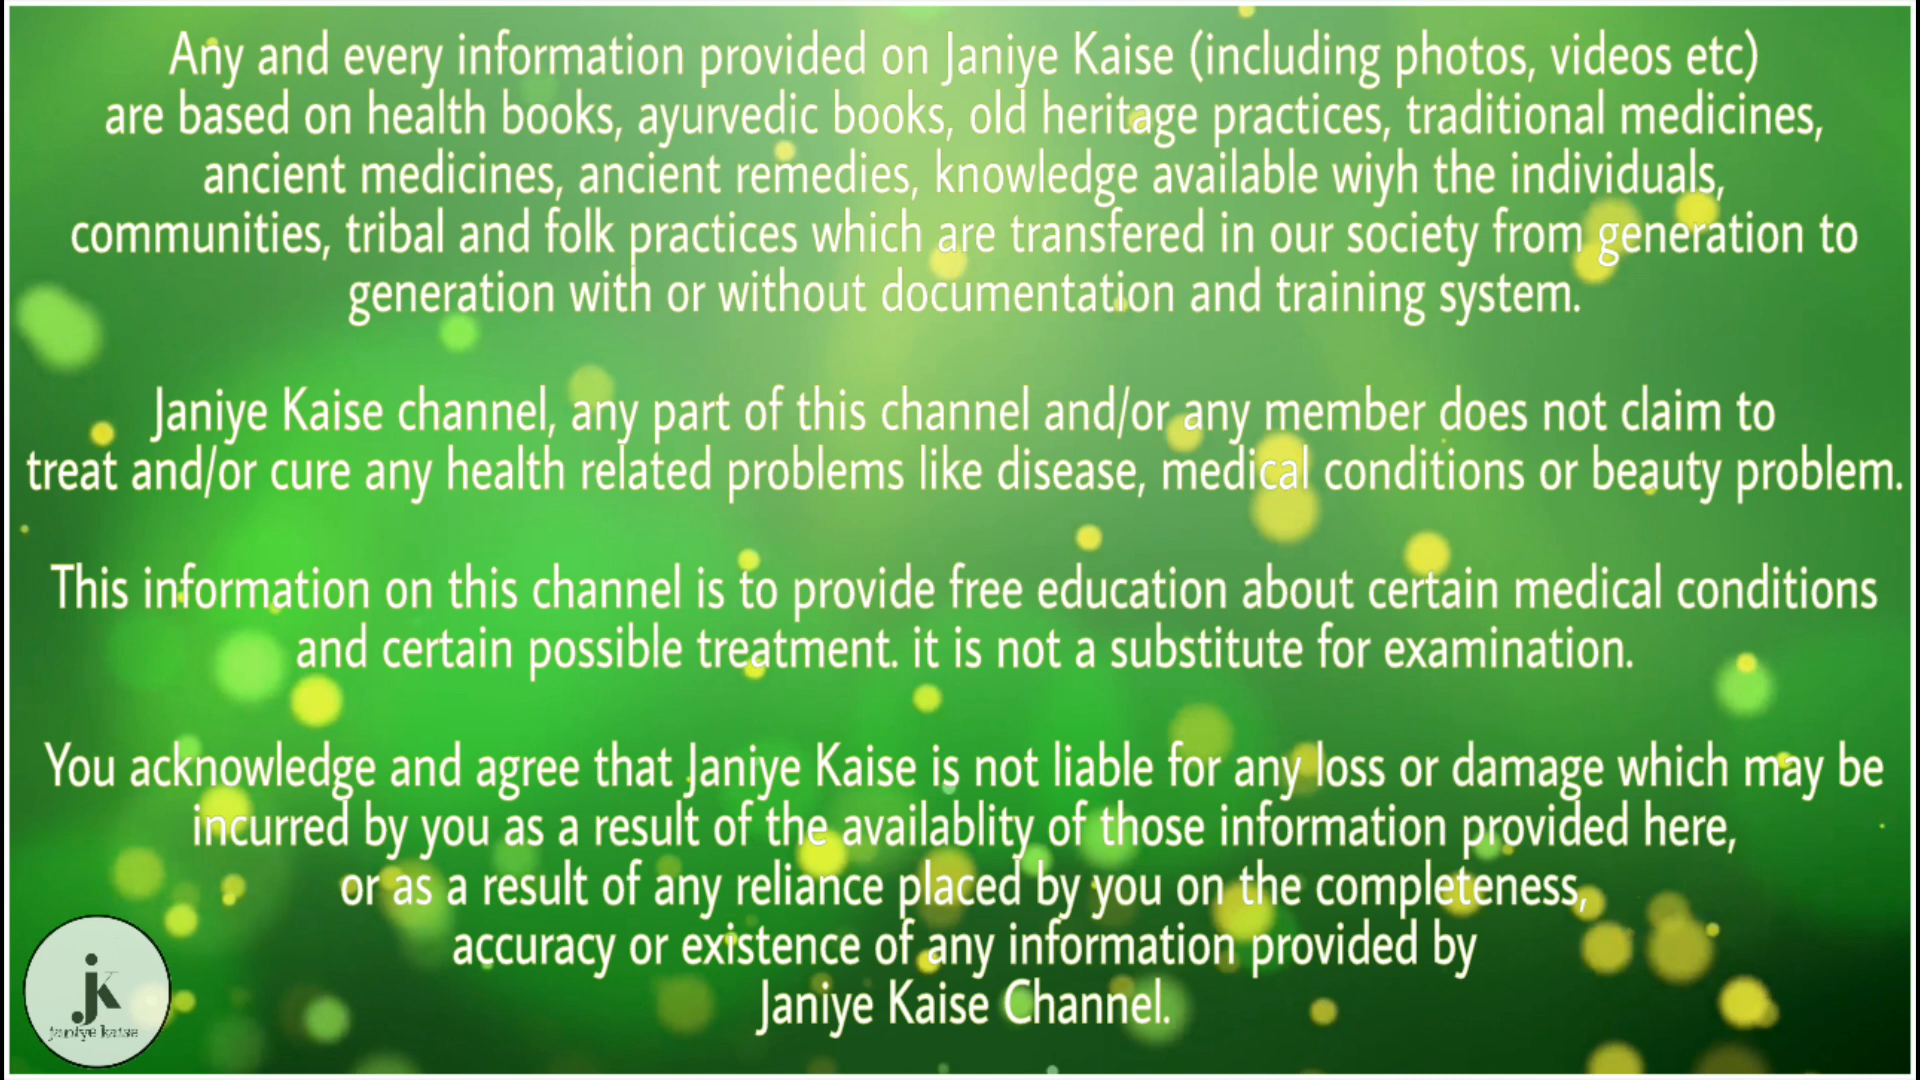 Any and every information provided on Janiye Kaise (including photos, videos etc)
are based on health books, ayurvedic books, old heritage practices, traditional medicines,
ancient medicines, ancient remedies, knowledge available wiyh the individuals,
communities, tribal and folk practices which are transfered in our society from generation to
generation with or without documentation and training system.
Janiye Kaise channel, any part of this channel and/or any member does not claim to
treat and/or cure any health related problems like disease, medical conditions or beauty problem.
This information on this channel is to provide free education about certain medical conditions
and certain possible treatment. it is not a substitute for examination.
You acknowledge and agree that Janiye Kaise is not liable for any loss or damage which may be
incurred by you as a result of the availablity of those information provided here,
or as a result of any reliance placed by you on the completeness,
accuracy or existence of any information provided by
Janiye Kaise Channel.
jk
janiye kaise